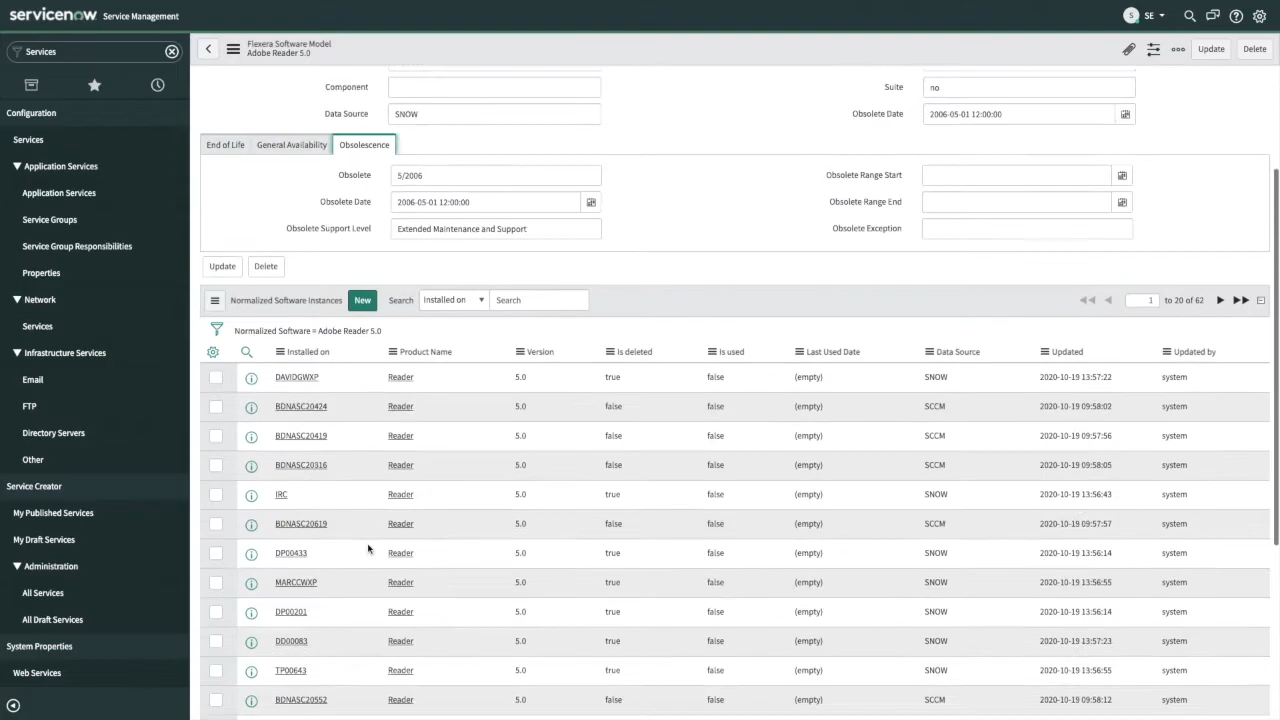 servicenow Service Management
S SE
Services
Configuration
Services
Application Services
Application Services
Service Groups
Service Group Responsibilities
Properties
Network
Services
Infrastructure Services
Email
FTP
Directory Servers
Other
Service Creator
My Published Services
My Draft Services
Administration
All Services
All Draft Services
System Properties
Web Services
Flexera Software Model
Adobe Reader 5.0
Update Delete
Component
Suite no
Data Source SNOW
Obsolete Date 2006-05-01 12:00:00
End of Life General Availability Obsolescence
Obsolete 5/2006
Obsolete Range Start
Obsolete Date 2006-05-01 12:00:00
Obsolete Range End
Obsolete Support Level Extended Maintenance and Support
Obsolete Exception
Update Delete
Normalized Software Instances New Search Installed on Search 1 to 20 of 62
Normalized Software = Adobe Reader 5.0
Installed on Product Name Version Is deleted Is used Last Used Date Data Source Updated Updated by
DAVIDGWXP Reader 5.0 true false (empty) SNOW 2020-10-19 13:57:22 system
BDNASC20424 Reader 5.0 false false (empty) SCCM 2020-10-19 09:58:02 system
BDNASC20419 Reader 5.0 false false (empty) SCCM 2020-10-19 09:57:56 system
BDNASC20316 Reader 5.0 false false (empty) SCCM 2020-10-19 09:58:05 system
IRC Reader 5.0 true false (empty) SNOW 2020-10-19 13:56:43 system
BDNASC20619 Reader 5.0 false false (empty) SCCM 2020-10-19 09:57:57 system
DP00433 Reader 5.0 true false (empty) SNOW 2020-10-19 13:56:14 system
MARCCWXP Reader 5.0 true false (empty) SNOW 2020-10-19 13:56:55 system
DP00201 Reader 5.0 true false (empty) SNOW 2020-10-19 13:56:14 system
DD00083 Reader 5.0 true false (empty) SNOW 2020-10-19 13:57:23 system
TP00643 Reader 5.0 true false (empty) SNOW 2020-10-19 13:56:55 system
BDNASC20552 Reader 5.0 false false (empty) SCCM 2020-10-19 09:58:12 system